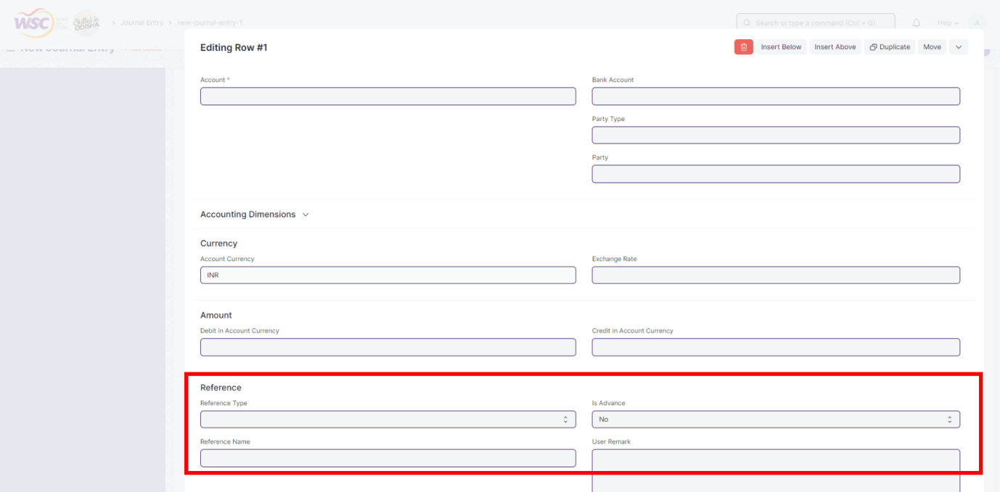 WSC
Skilled in ODISHA
Journal Entry
new-journal-entry-1
Search or type a command (Ctrl + G)
Help
A
New Journal Entry
Editing Row #1
Insert Below
Insert Above
Duplicate
Move
Account *
Bank Account
Party Type
Party
Accounting Dimensions
Currency
Account Currency
Exchange Rate
INR
Amount
Debit in Account Currency
Credit in Account Currency
Reference
Reference Type
Is Advance
No
Reference Name
User Remark